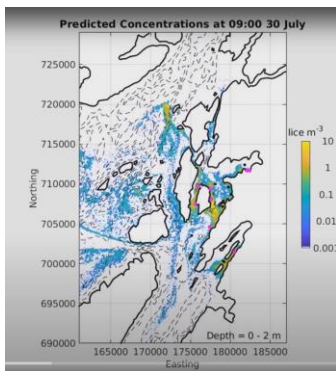 Predicted Concentrations at 09:00 30 July
725000
720000
715000
710000
705000
700000
695000
690000
Northing
165000 170000 175000 180000 185000
Easting
Depth = 0 - 2 m
lice m-3
10
1
0.1
0.01
0.001